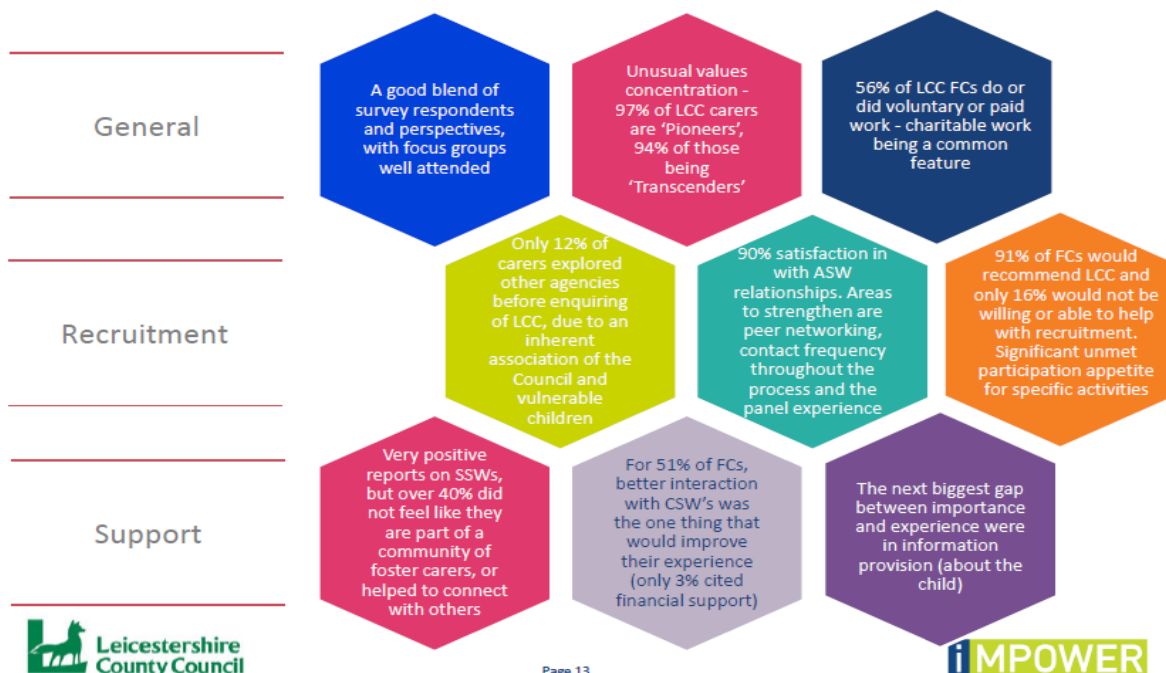 General
A good blend of
survey respondents
and perspectives,
with focus groups
well attended
Unusual values
concentration -
97% of LCC carers
are ‘Pioneers’,
94% of those
being
‘Transcenders’
56% of LCC FCs do or
did voluntary or paid
work - charitable work
being a common
feature
Recruitment
Only 12% of
carers explored
other agencies
before enquiring
of LCC, due to an
inherent
association of the
Council and
vulnerable
children
90% satisfaction in
with ASW
relationships. Areas
to strengthen are
peer networking,
contact frequency
throughout the
process and the
panel experience
91% of FCs would
recommend LCC and
only 16% would not be
willing or able to help
with recruitment.
Significant unmet
participation appetite
for specific activities
Support
Very positive
reports on SSWs,
but over 40% did
not feel like they
are part of a
community of
foster carers, or
helped to connect
with others
For 51% of FCs,
better interaction
with CSW’s was
the one thing that
would improve
their experience
(only 3% cited
financial support)
The next biggest gap
between importance
and experience were
in information
provision (about the
child)
Leicestershire
County Council
Page 13
iMPOWER